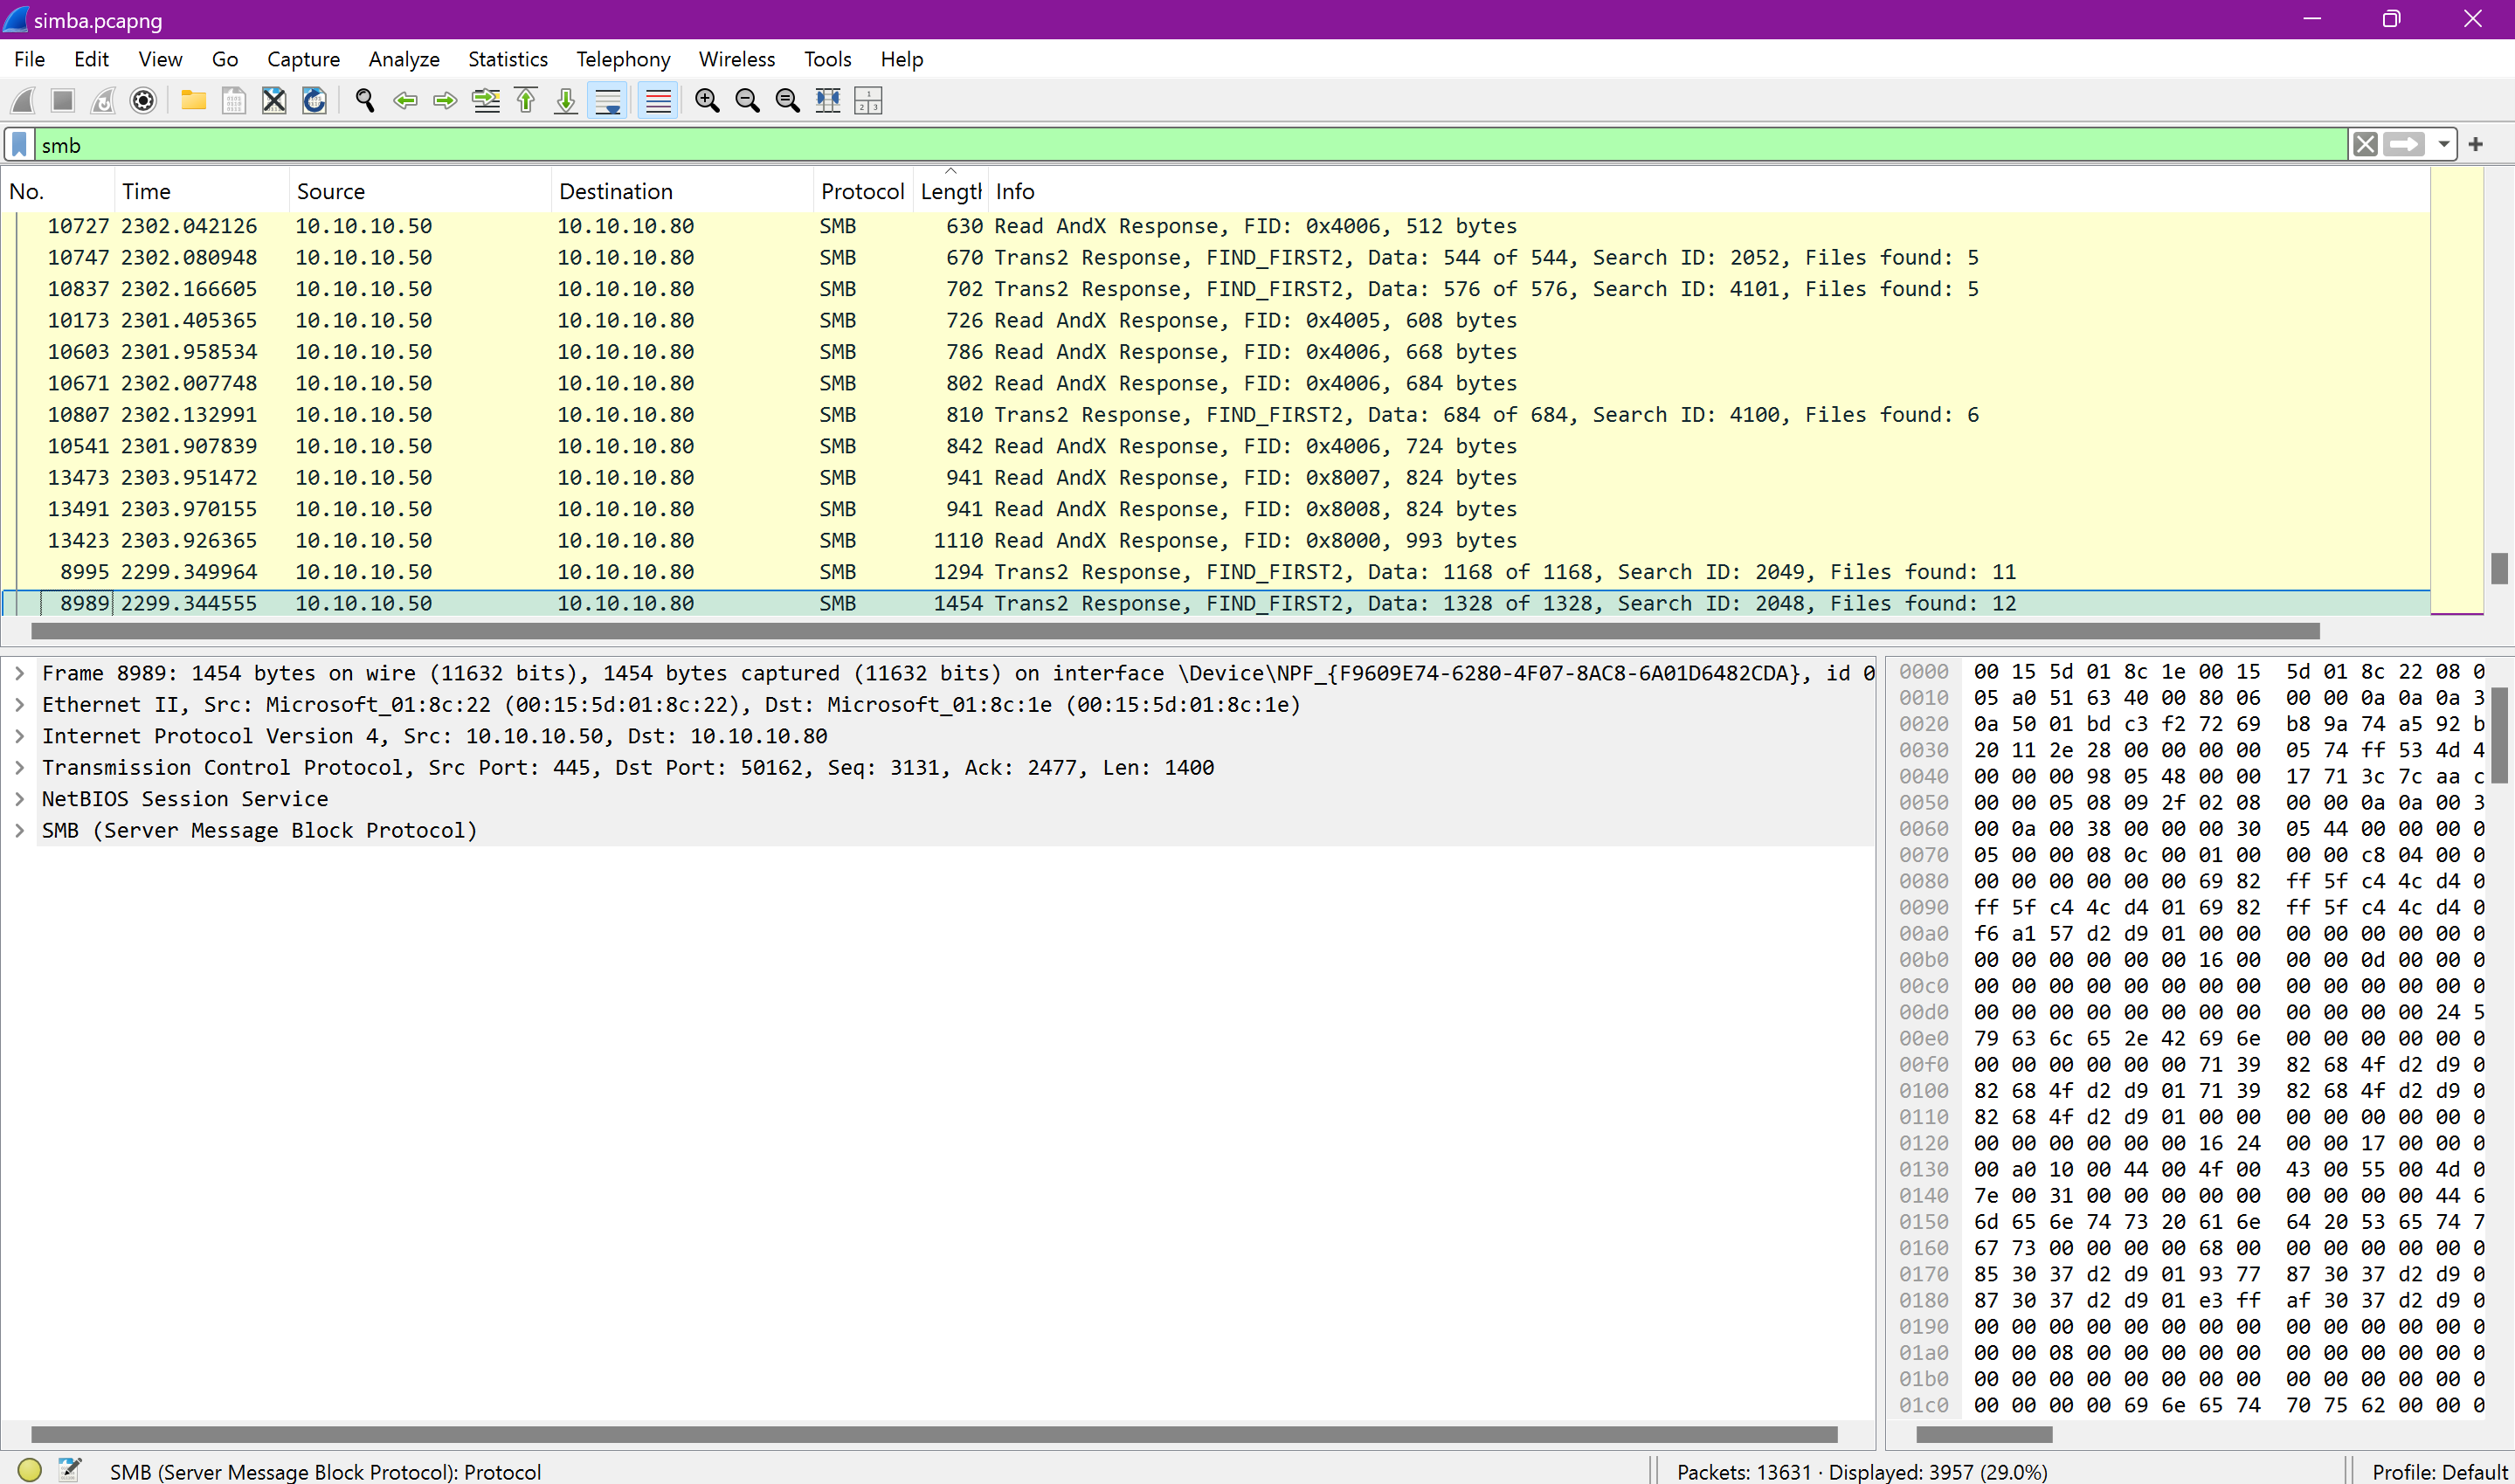 simba.pcapng
File Edit View Go Capture Analyze Statistics Telephony Wireless Tools Help
smb
No. Time Source Destination Protocol Length Info
10727 2302.042126 10.10.10.50 10.10.10.80 SMB 630 Read AndX Response, FID: 0x4006, 512 bytes
10747 2302.080948 10.10.10.50 10.10.10.80 SMB 670 Trans2 Response, FIND_FIRST2, Data: 544 of 544, Search ID: 2052, Files found: 5
10837 2302.166605 10.10.10.50 10.10.10.80 SMB 702 Trans2 Response, FIND_FIRST2, Data: 576 of 576, Search ID: 4101, Files found: 5
10173 2301.405365 10.10.10.50 10.10.10.80 SMB 726 Read AndX Response, FID: 0x4005, 608 bytes
10603 2301.958534 10.10.10.50 10.10.10.80 SMB 786 Read AndX Response, FID: 0x4006, 668 bytes
10671 2302.007748 10.10.10.50 10.10.10.80 SMB 802 Read AndX Response, FID: 0x4006, 684 bytes
10807 2302.132991 10.10.10.50 10.10.10.80 SMB 810 Trans2 Response, FIND_FIRST2, Data: 684 of 684, Search ID: 4100, Files found: 6
10541 2301.907839 10.10.10.50 10.10.10.80 SMB 842 Read AndX Response, FID: 0x4006, 724 bytes
13473 2303.951472 10.10.10.50 10.10.10.80 SMB 941 Read AndX Response, FID: 0x8007, 824 bytes
13491 2303.970155 10.10.10.50 10.10.10.80 SMB 941 Read AndX Response, FID: 0x8008, 824 bytes
13423 2303.926365 10.10.10.50 10.10.10.80 SMB 1110 Read AndX Response, FID: 0x8000, 993 bytes
8995 2299.349964 10.10.10.50 10.10.10.80 SMB 1294 Trans2 Response, FIND_FIRST2, Data: 1168 of 1168, Search ID: 2049, Files found: 11
8989 2299.344555 10.10.10.50 10.10.10.80 SMB 1454 Trans2 Response, FIND_FIRST2, Data: 1328 of 1328, Search ID: 2048, Files found: 12
Frame 8989: 1454 bytes on wire (11632 bits), 1454 bytes captured (11632 bits) on interface \Device\NPF_{F9609E74-6280-4F07-8AC8-6A01D6482CDA}, id 0
Ethernet II, Src: Microsoft_01:8c:22 (00:15:5d:01:8c:22), Dst: Microsoft_01:8c:1e (00:15:5d:01:8c:1e)
Internet Protocol Version 4, Src: 10.10.10.50, Dst: 10.10.10.80
Transmission Control Protocol, Src Port: 445, Dst Port: 50162, Seq: 3131, Ack: 2477, Len: 1400
NetBIOS Session Service
SMB (Server Message Block Protocol)
0000 00 15 5d 01 8c 1e 00 15 5d 01 8c 22 08 0
0010 05 a0 51 63 40 00 80 06 00 00 0a 0a 0a 3
0020 0a 50 01 bd c3 f2 72 69 b8 9a 74 a5 92 b
0030 20 11 2e 28 00 00 00 00 05 74 ff 53 4d 4
0040 00 00 00 98 05 48 00 00 17 71 3c 7c aa c
0050 00 00 05 08 09 2f 02 08 00 00 0a 0a 00 3
0060 00 0a 00 38 00 00 00 30 05 44 00 00 00 0
0070 05 00 00 08 0c 00 01 00 00 00 c8 04 00 0
0080 00 00 00 00 00 00 69 82 ff 5f c4 4c d4 0
0090 ff 5f c4 4c d4 01 69 82 ff 5f c4 4c d4 0
00a0 f6 a1 57 d2 d9 01 00 00 00 00 00 00 00 0
00b0 00 00 00 00 00 00 16 00 00 00 0d 00 00 0
00c0 00 00 00 00 00 00 00 00 00 00 00 00 00 0
00d0 00 00 00 00 00 00 00 00 00 00 00 00 24 5
00e0 79 63 6c 65 2e 42 69 6e 00 00 00 00 00 0
00f0 00 00 00 00 00 00 71 39 82 68 4f d2 d9 0
0100 82 68 4f d2 d9 01 71 39 82 68 4f d2 d9 0
0110 82 68 4f d2 d9 01 00 00 00 00 00 00 00 0
0120 00 00 00 00 00 00 16 24 00 00 17 00 00 0
0130 00 a0 10 00 44 00 4f 00 43 00 55 00 4d 0
0140 7e 00 31 00 00 00 00 00 00 00 00 00 44 6
0150 6d 65 6e 74 73 20 61 6e 64 20 53 65 74 7
0160 67 73 00 00 00 00 68 00 00 00 00 00 00 0
0170 85 30 37 d2 d9 01 93 77 87 30 37 d2 d9 0
0180 87 30 37 d2 d9 01 e3 ff af 30 37 d2 d9 0
0190 00 00 00 00 00 00 00 00 00 00 00 00 00 0
01a0 00 00 08 00 00 00 00 00 00 00 00 00 00 0
01b0 00 00 00 00 00 00 00 00 00 00 00 00 00 0
01c0 00 00 00 00 69 6e 65 74 70 75 62 00 00 0
SMB (Server Message Block Protocol): Protocol
Packets: 13631 · Displayed: 3957 (29.0%)
Profile: Default